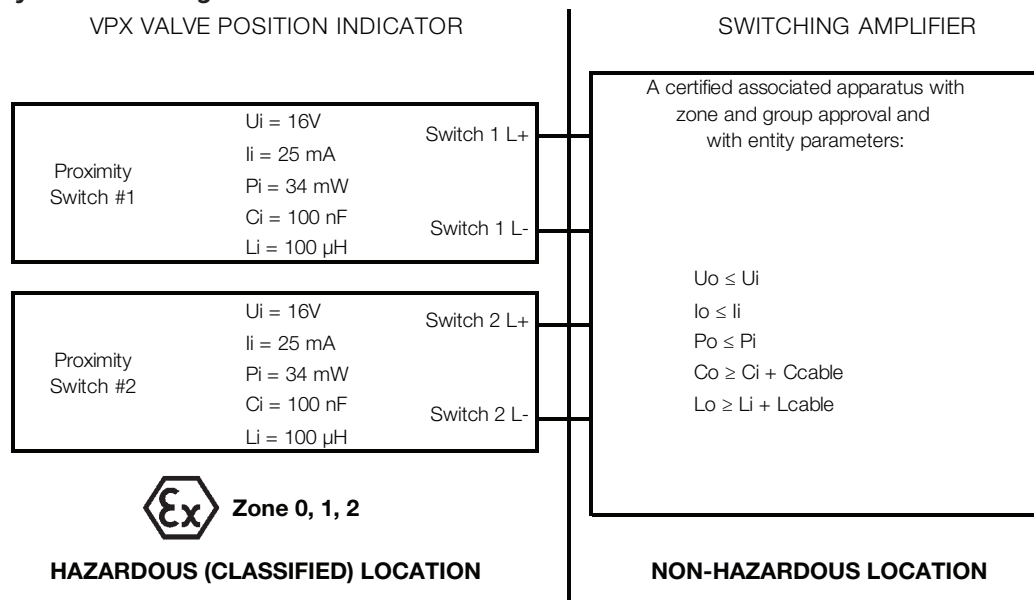 VPX VALVE POSITION INDICATOR
SWITCHING AMPLIFIER
Proximity
Switch #1
Ui = 16V
Ii = 25 mA
Pi = 34 mW
Ci = 100 nF
Li = 100 µH
Switch 1 L+
Switch 1 L-
Proximity
Switch #2
Ui = 16V
Ii = 25 mA
Pi = 34 mW
Ci = 100 nF
Li = 100 µH
Switch 2 L+
Switch 2 L-
A certified associated apparatus with
zone and group approval and
with entity parameters:
Uo ≤ Ui
Io ≤ Ii
Po ≤ Pi
Co ≥ Ci + Ccable
Lo ≥ Li + Lcable
Ex
Zone 0, 1, 2
HAZARDOUS (CLASSIFIED) LOCATION
NON-HAZARDOUS LOCATION